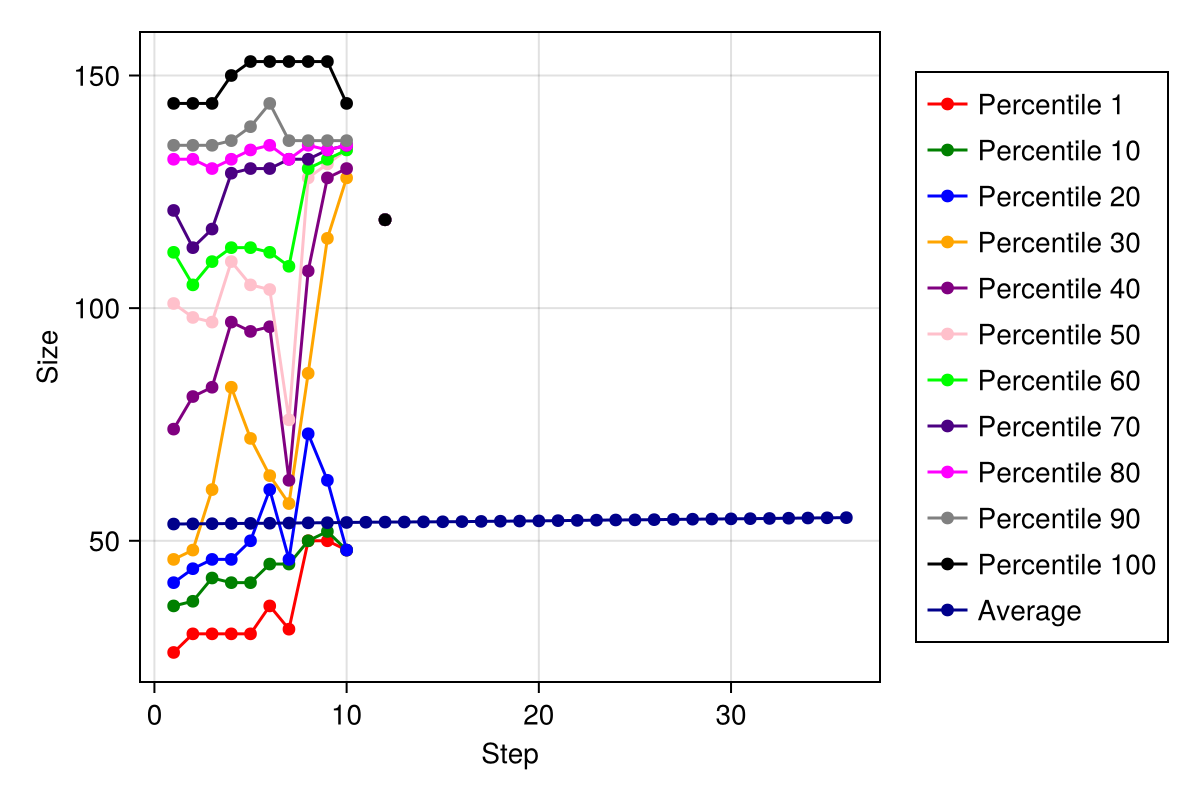 150
100
50
0
10
20
30
Size
Step
Percentile 1
Percentile 10
Percentile 20
Percentile 30
Percentile 40
Percentile 50
Percentile 60
Percentile 70
Percentile 80
Percentile 90
Percentile 100
Average